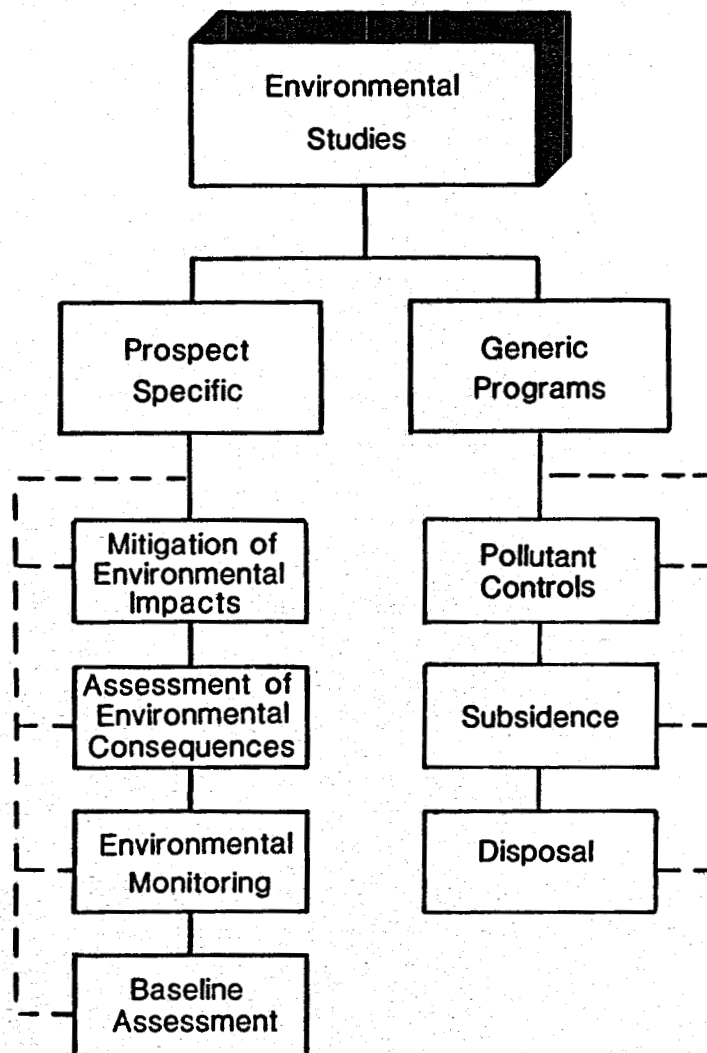 Environmental
Studies
Prospect
Specific
Generic
Programs
Mitigation of
Environmental
Impacts
Assessment of
Environmental
Consequences
Environmental
Monitoring
Baseline
Assessment
Pollutant
Controls
Subsidence
Disposal